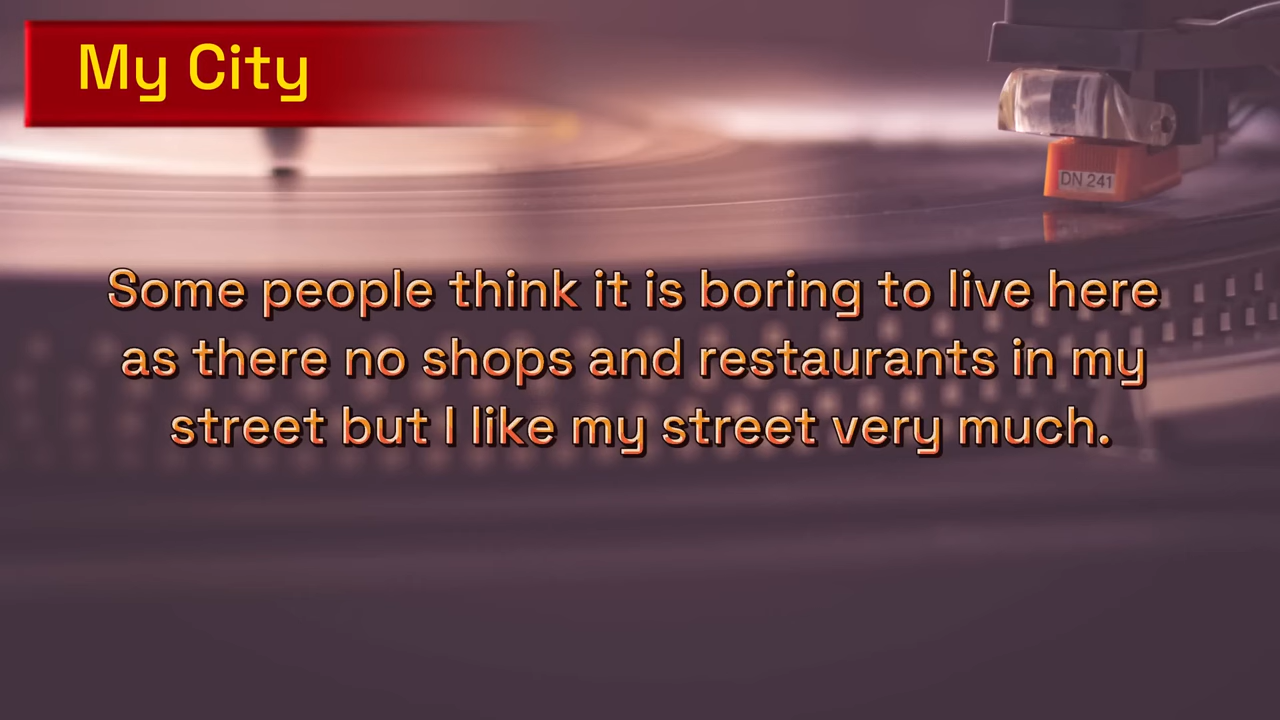 My City
DN 241
Some people think it is boring to live here
as there no shops and restaurants in my
street but I like my street very much.